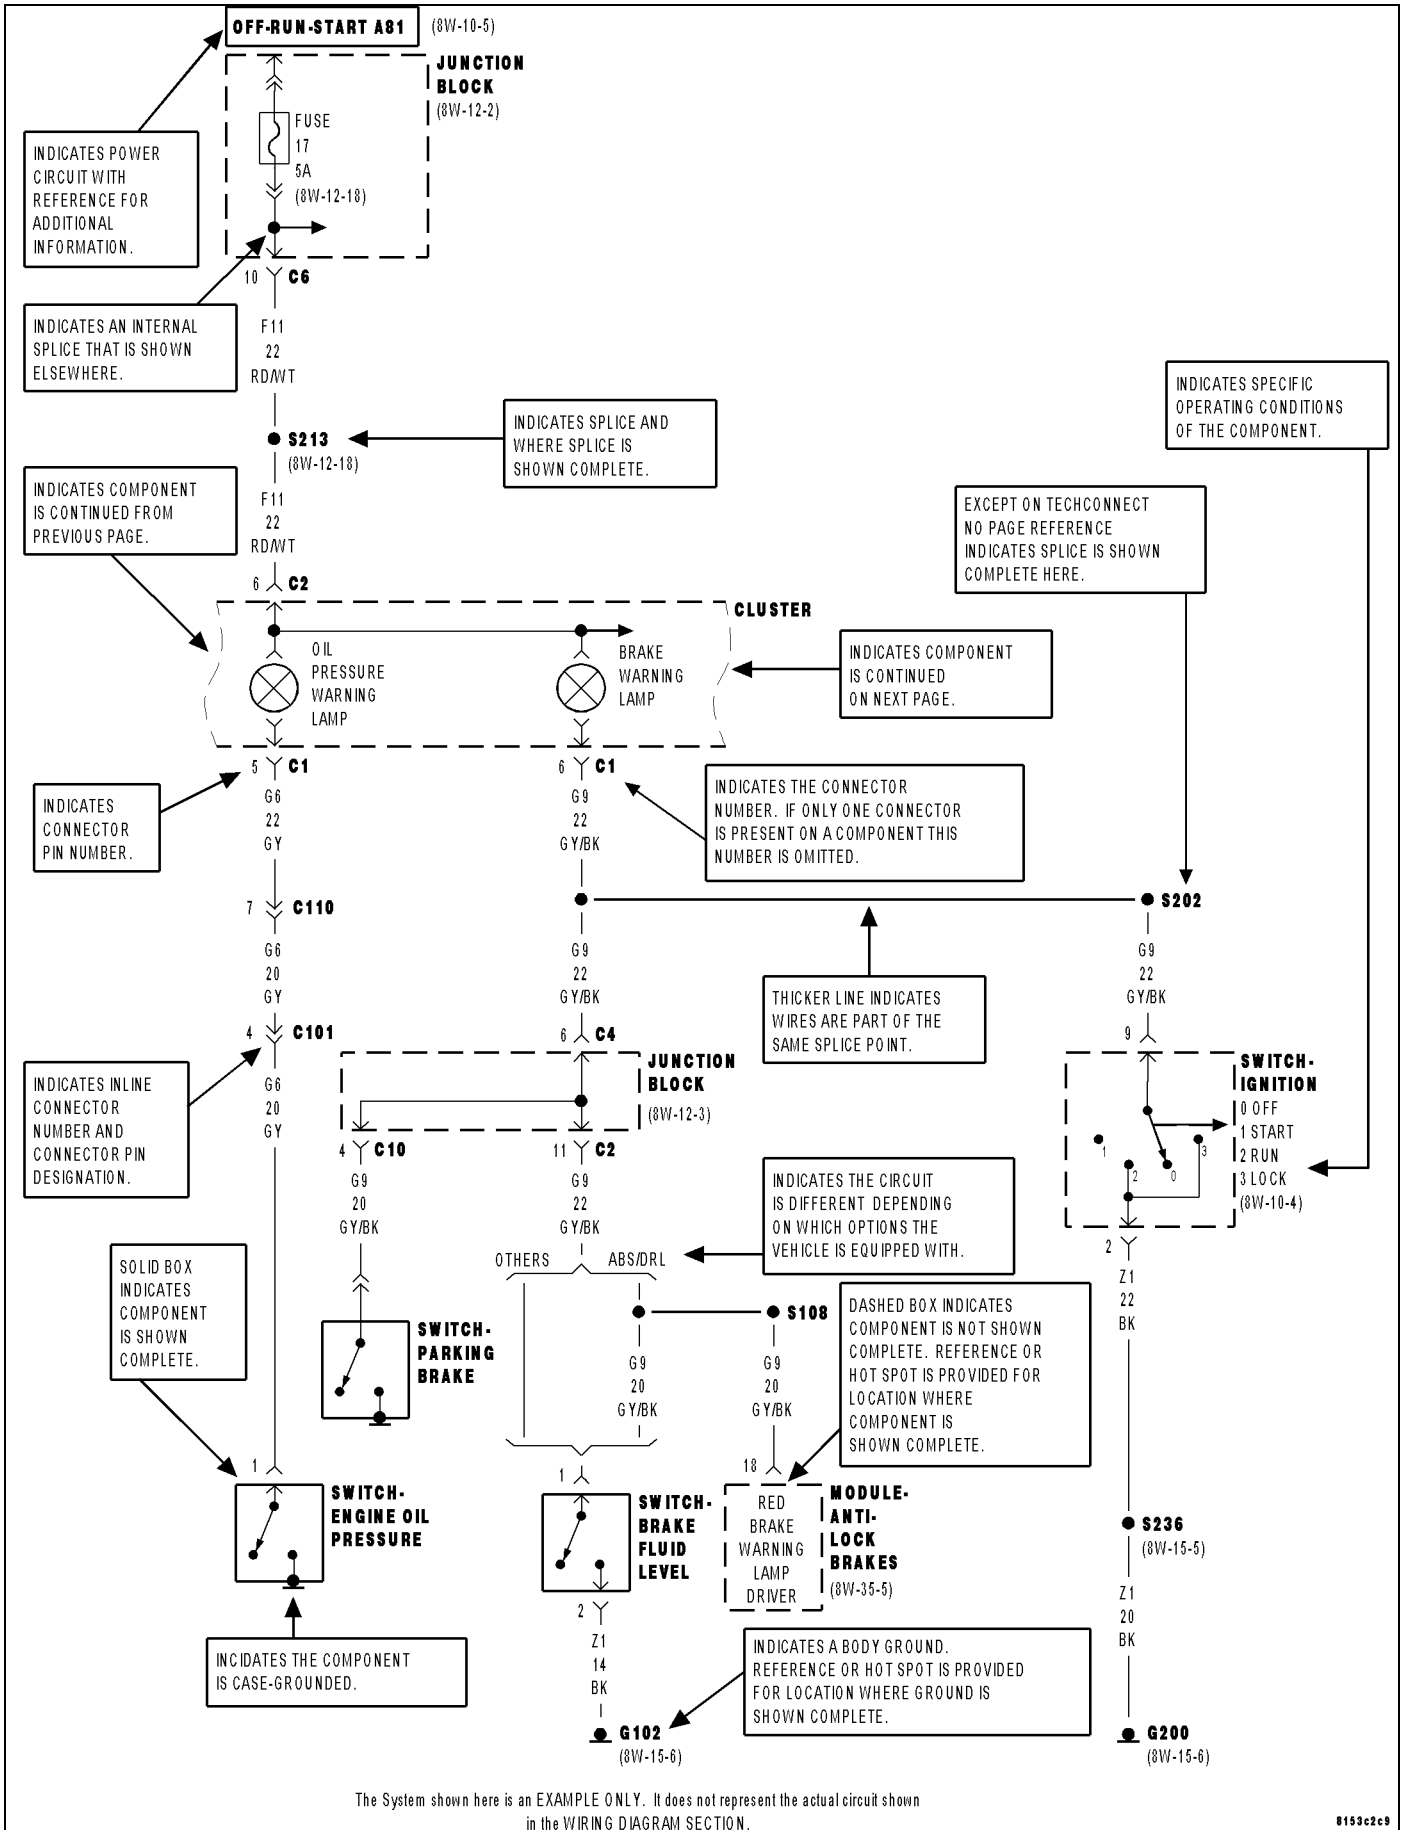 OFF-RUN-START A81
(8W-10-5)
JUNCTION
BLOCK
(8W-12-2)
FUSE
17
5A
(8W-12-18)
INDICATES POWER
CIRCUIT WITH
REFERENCE FOR
ADDITIONAL
INFORMATION.
10
C6
INDICATES AN INTERNAL
SPLICE THAT IS SHOWN
ELSEWHERE.
F11
22
RD/WT
S213
(8W-12-18)
INDICATES SPLICE AND
WHERE SPLICE IS
SHOWN COMPLETE.
INDICATES SPECIFIC
OPERATING CONDITIONS
OF THE COMPONENT.
INDICATES COMPONENT
IS CONTINUED FROM
PREVIOUS PAGE.
F11
22
RD/WT
EXCEPT ON TECHCONNECT
NO PAGE REFERENCE
INDICATES SPLICE IS SHOWN
COMPLETE HERE.
6
C2
CLUSTER
OIL
PRESSURE
WARNING
LAMP
BRAKE
WARNING
LAMP
INDICATES COMPONENT
IS CONTINUED
ON NEXT PAGE.
5
C1
6
C1
INDICATES
CONNECTOR
PIN NUMBER.
G6
22
GY
G9
22
GY/BK
INDICATES THE CONNECTOR
NUMBER. IF ONLY ONE CONNECTOR
IS PRESENT ON A COMPONENT THIS
NUMBER IS OMITTED.
7
C110
S202
G6
20
GY
G9
22
GY/BK
G9
22
GY/BK
THICKER LINE INDICATES
WIRES ARE PART OF THE
SAME SPLICE POINT.
4
C101
6
C4
9
INDICATES INLINE
CONNECTOR
NUMBER AND
CONNECTOR PIN
DESIGNATION.
G6
20
GY
JUNCTION
BLOCK
(8W-12-3)
SWITCH-
IGNITION
0 OFF
1 START
2 RUN
3 LOCK
(8W-10-4)
1
2
0
3
4
C10
11
C2
G9
20
GY/BK
G9
22
GY/BK
INDICATES THE CIRCUIT
IS DIFFERENT DEPENDING
ON WHICH OPTIONS THE
VEHICLE IS EQUIPPED WITH.
2
OTHERS
ABS/DRL
SOLID BOX
INDICATES
COMPONENT
IS SHOWN
COMPLETE.
Z1
22
BK
S108
DASHED BOX INDICATES
COMPONENT IS NOT SHOWN
COMPLETE. REFERENCE OR
HOT SPOT IS PROVIDED FOR
LOCATION WHERE
COMPONENT IS
SHOWN COMPLETE.
SWITCH-
PARKING
BRAKE
G9
20
GY/BK
G9
20
GY/BK
1
1
18
SWITCH-
ENGINE OIL
PRESSURE
SWITCH-
BRAKE
FLUID
LEVEL
RED
BRAKE
WARNING
LAMP
DRIVER
MODULE-
ANTI-
LOCK
BRAKES
(8W-35-5)
S236
(8W-15-5)
2
Z1
14
BK
Z1
20
BK
INCIDATES THE COMPONENT
IS CASE-GROUNDED.
INDICATES A BODY GROUND.
REFERENCE OR HOT SPOT IS PROVIDED
FOR LOCATION WHERE GROUND IS
SHOWN COMPLETE.
G102
(8W-15-6)
G200
(8W-15-6)
The System shown here is an EXAMPLE ONLY. It does not represent the actual circuit shown
in the WIRING DIAGRAM SECTION.
8153c2c9